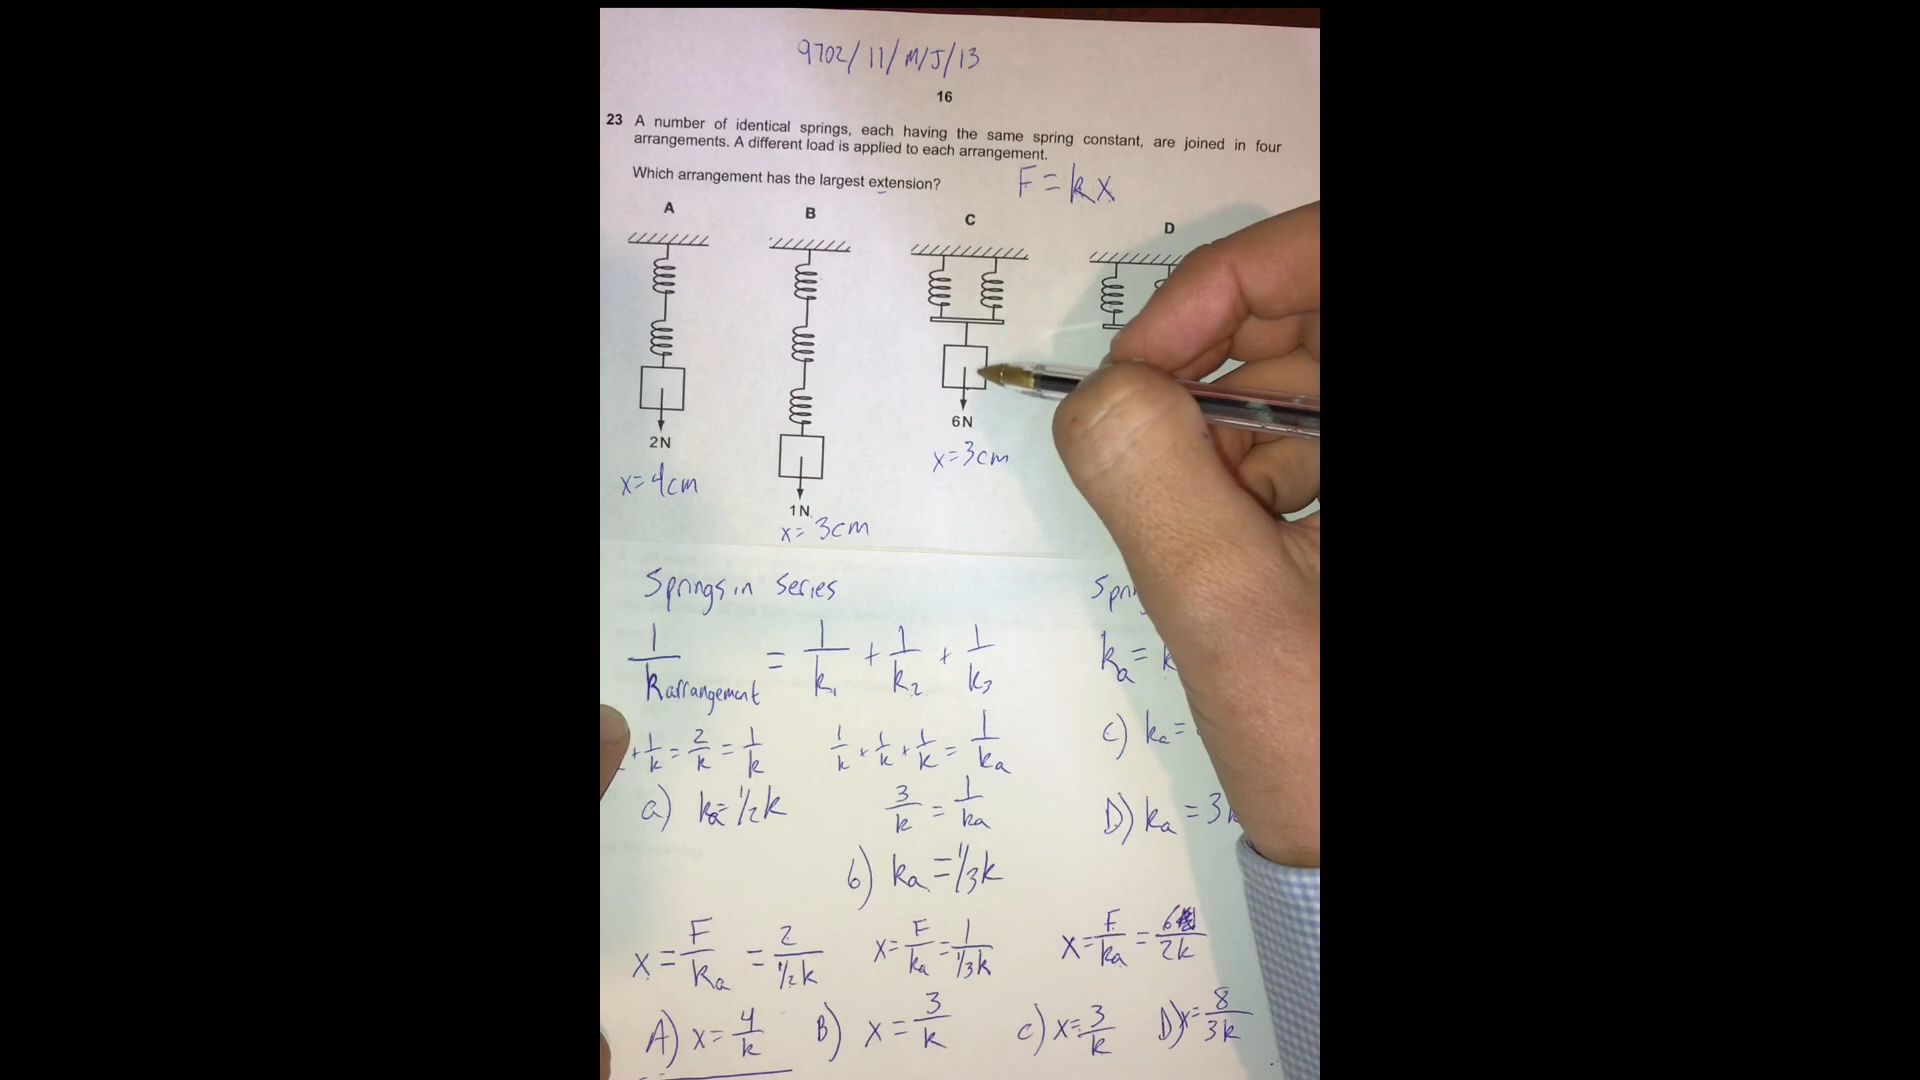 9702/11/M/J/13
16
23 A number of identical springs, each having the same spring constant, are joined in four
arrangements. A different load is applied to each arrangement.
Which arrangement has the largest extension?
F = kx
A B C D
2N
x=4cm
1N
x=3cm
6N
x=3cm
Springs in series
1/k arrangement = 1/k1 + 1/k2 + 1/k3
+ 1/k = 2/k = 1/k
a) ka=1/2k
1/k + 1/k + 1/k = 1/ka
3/k = 1/ka
b) ka = 1/3k
ka =
C) ka =
D) ka = 3
x = F/ka = 2/(1/2k)
x = F/ka = 1/(1/3k)
x = F/ka = 6/2k
A) x = 4/k
B) x = 3/k
C) x = 3/k
D) x = 8/3k